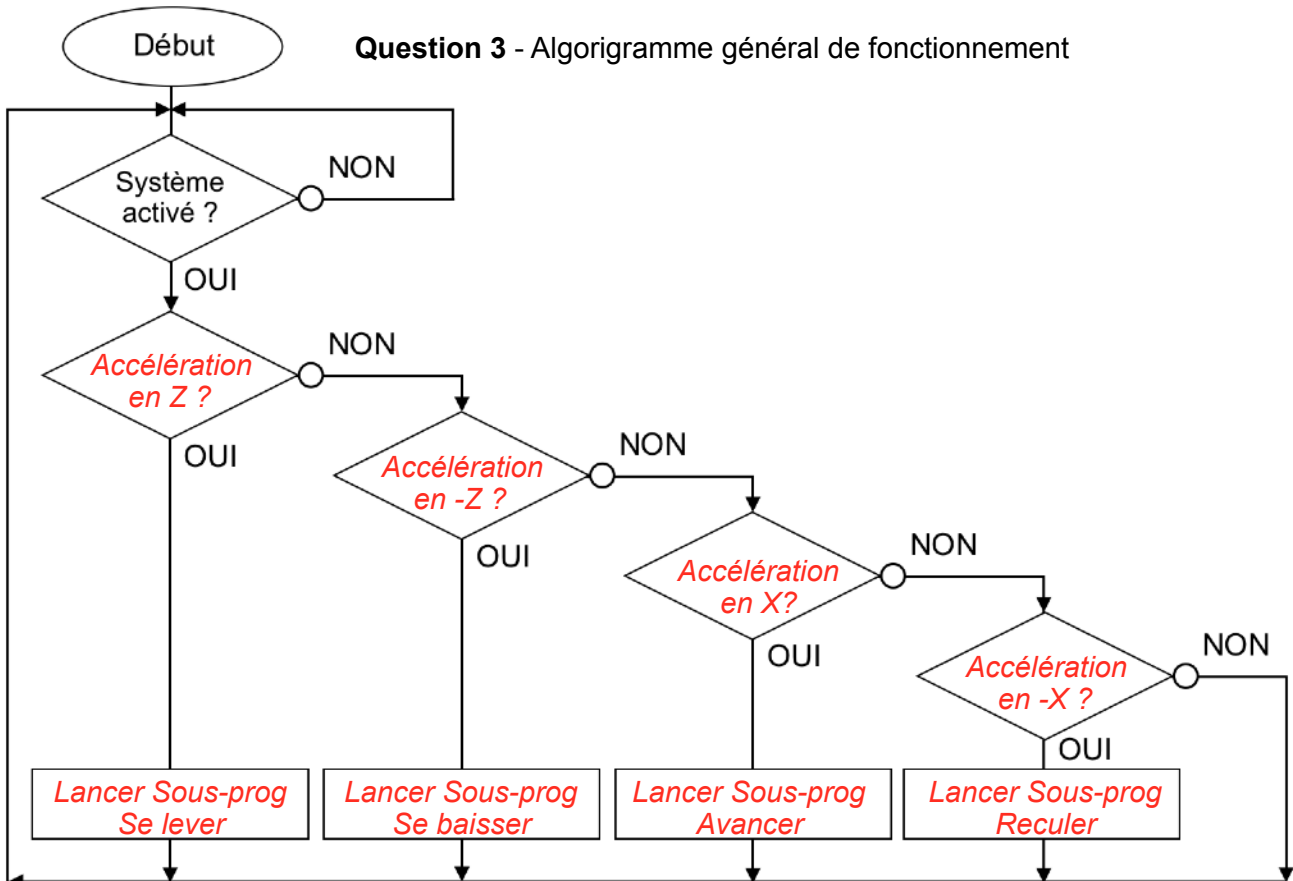 Début
Question 3 - Algorigramme général de fonctionnement
NON
Système
activé ?
OUI
NON
Accélération
en Z ?
OUI
NON
Accélération
en -Z ?
OUI
NON
Accélération
en X?
OUI
NON
Accélération
en -X ?
OUI
Lancer Sous-prog
Se lever
Lancer Sous-prog
Se baisser
Lancer Sous-prog
Avancer
Lancer Sous-prog
Reculer